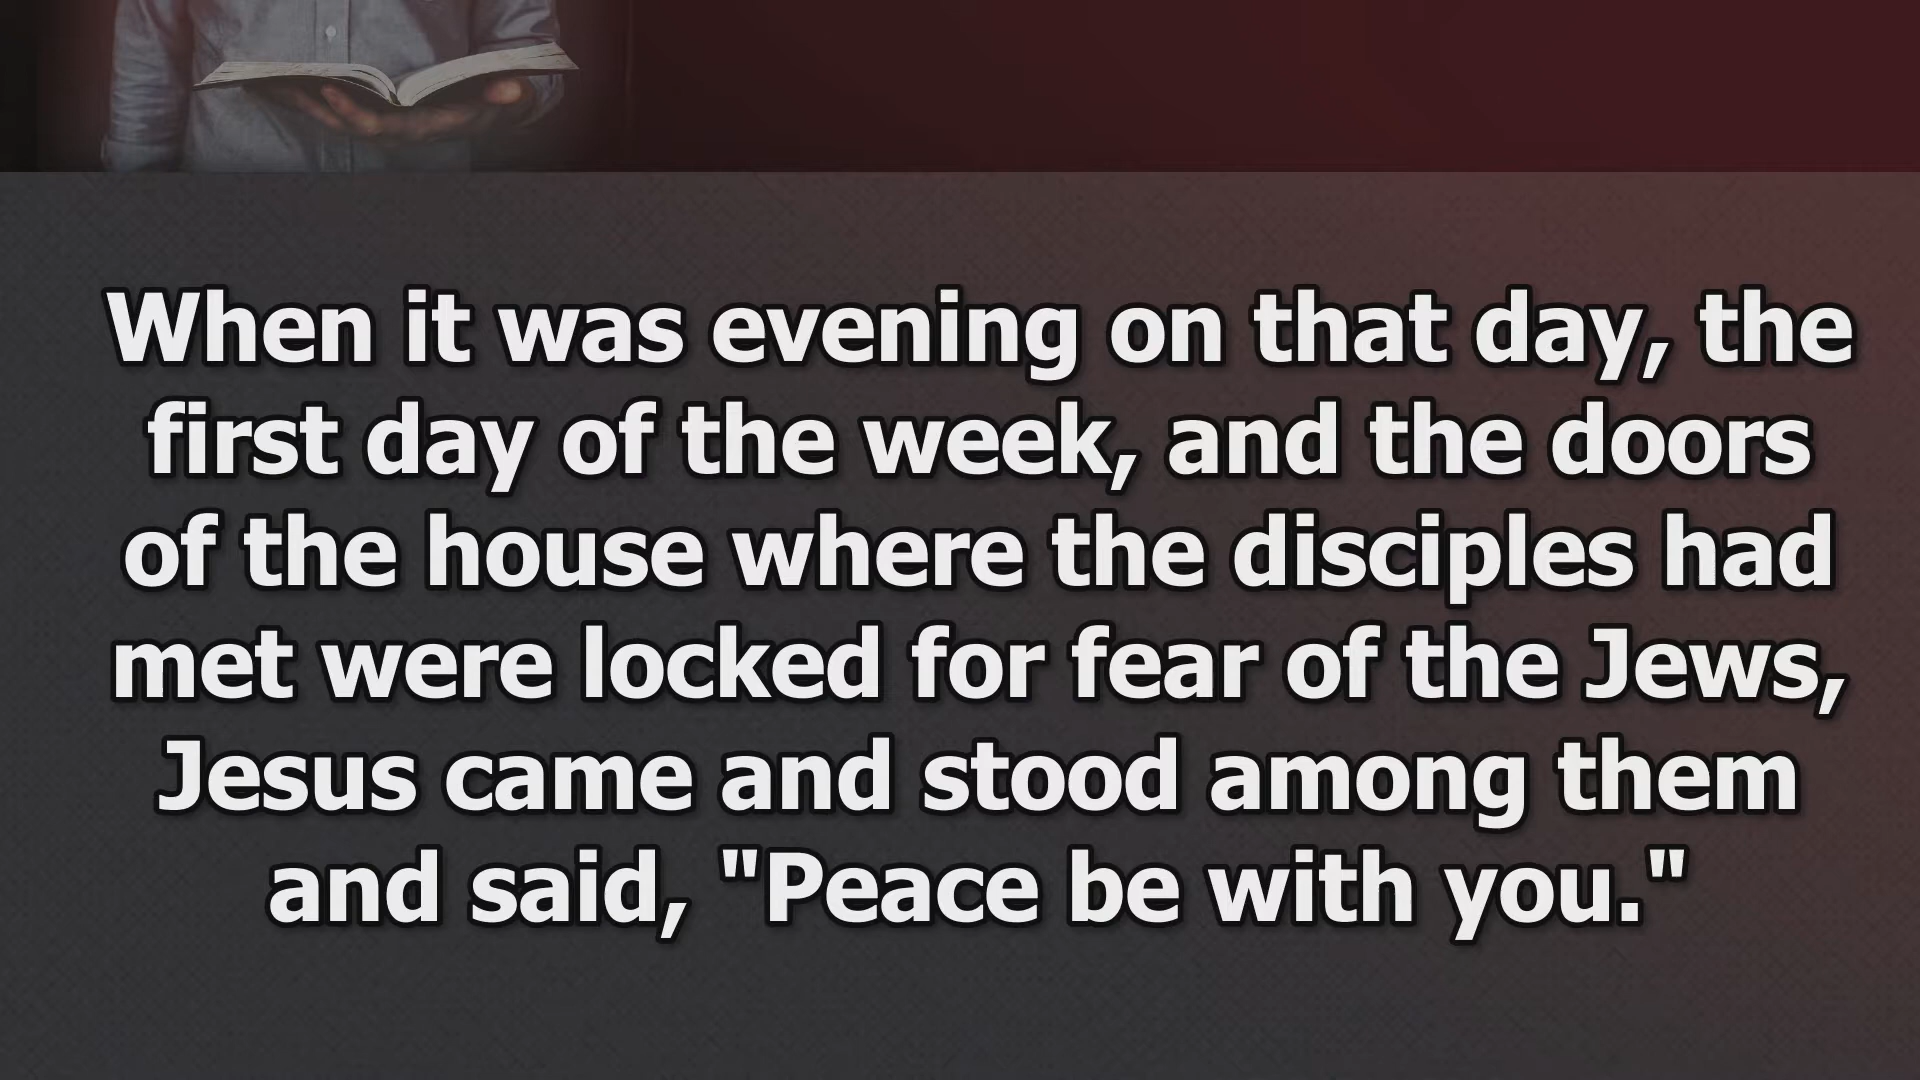 When it was evening on that day, the
first day of the week, and the doors
of the house where the disciples had
met were locked for fear of the Jews,
Jesus came and stood among them
and said, "Peace be with you."